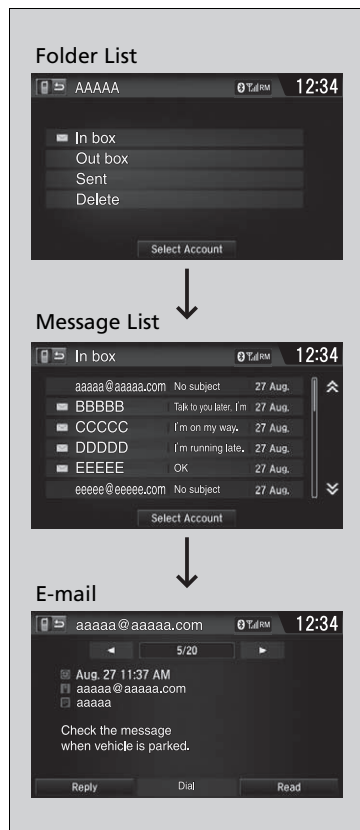 Folder List
AAAAA RM 12:34
In box
Out box
Sent
Delete
Select Account
Message List
In box RM 12:34
aaaaa@aaaaa.com No subject 27 Aug.
BBBBB Talk to you later. I'm 27 Aug.
CCCCC I'm on my way. 27 Aug.
DDDDD I'm running late. 27 Aug.
EEEEE OK 27 Aug.
eeeee@eeeee.com No subject 27 Aug.
Select Account
E-mail
aaaaa@aaaaa.com RM 12:34
5/20
Aug. 27 11:37 AM
aaaaa@aaaaa.com
aaaaa
Check the message
when vehicle is parked.
Reply Dial Read